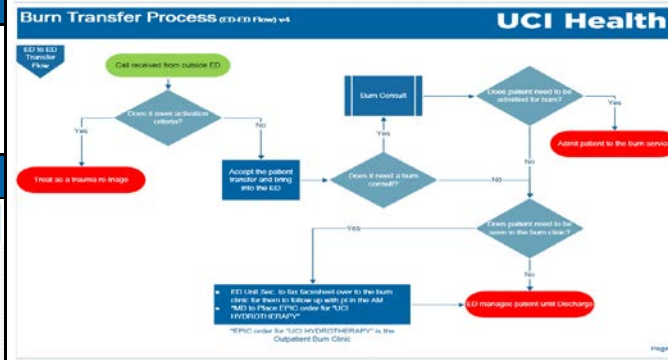 Burn Transfer Process (ED-ED Flow) v4
UCI Health
ED to ED
Transfer
Flow
Call received from outside ED
Does it meet activation
criteria?
Yes
No
Treat as a trauma re-triage
Accept the patient
transfer and bring
into the ED
Does it need a burn
consult?
Yes
Burn Consult
No
Does patient need to be
admitted for burn?
Yes
Admit patient to the burn service
No
Does patient need to be
seen in the burn clinic?
Yes
No
ED Unit Sec. to fax facesheet over to the burn
clinic for them to follow up with pt in the AM
*MD to Place EPIC order for "UCI
HYDROTHERAPY"
ED manages patient until Discharge
*EPIC order for "UCI HYDROTHERAPY" is the
Outpatient Burn Clinic
Page